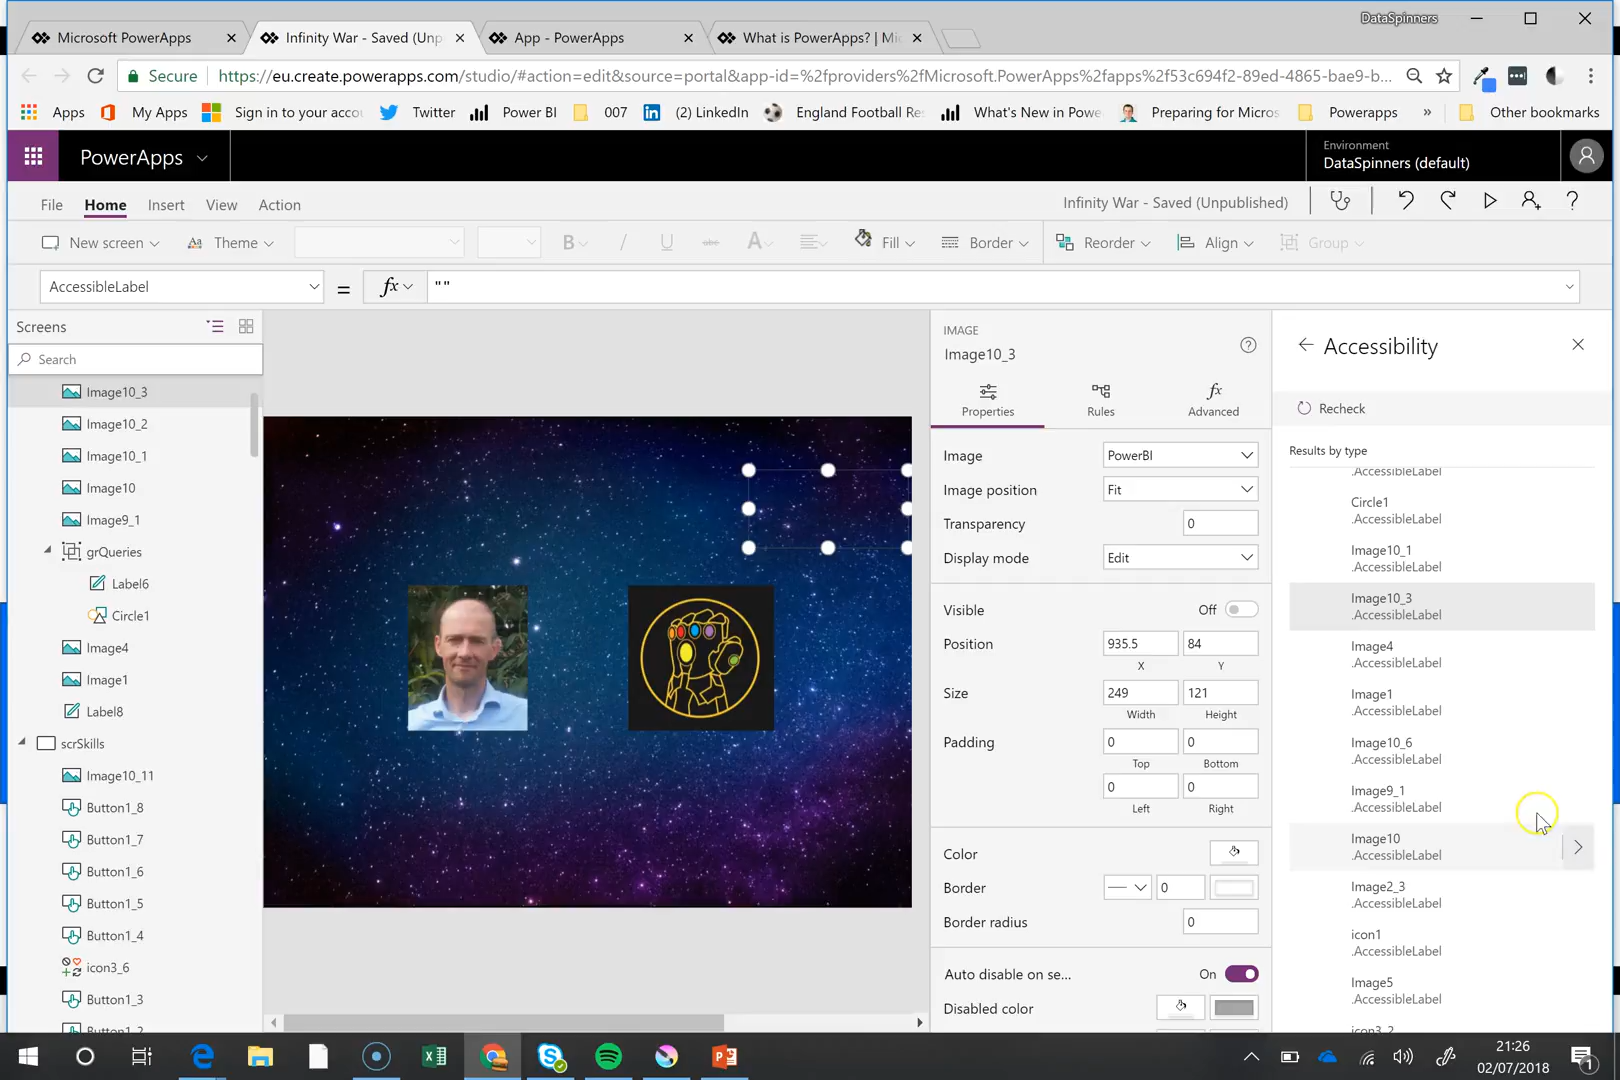 DataSpinners
Microsoft PowerApps
Infinity War - Saved (Unp
App - PowerApps
What is PowerApps? | Mi
Secure
https://eu.create.powerapps.com/studio/#action=edit&source=portal&app-id=%2fproviders%2fMicrosoft.PowerApps%2fapps%2f53c694f2-89ed-4865-bae9-b...
Apps
My Apps
Sign in to your acco
Twitter
Power BI
007
(2) LinkedIn
England Football Re
What's New in Powe
Preparing for Micros
Powerapps
»
Other bookmarks
PowerApps
Environment
DataSpinners (default)
File
Home
Insert
View
Action
Infinity War - Saved (Unpublished)
?
New screen
Theme
B
/
U
abc
A
Fill
Border
Reorder
Align
Group
AccessibleLabel
=
fx
""
Screens
Search
Image10_3
Image10_2
Image10_1
Image10
Image9_1
grQueries
Label6
Circle1
Image4
Image1
Label8
scrSkills
Image10_11
Button1_8
Button1_7
Button1_6
Button1_5
Button1_4
icon3_6
Button1_3
Button1_2
IMAGE
Image10_3
Properties
Rules
fx
Advanced
Image
PowerBI
Image position
Fit
Transparency
0
Display mode
Edit
Visible
Off
Position
935.5
84
X
Y
Size
249
121
Width
Height
Padding
0
0
Top
Bottom
0
0
Left
Right
Color
Border
0
Border radius
0
Auto disable on se...
On
Disabled color
Accessibility
Recheck
Results by type
.AccessibleLabel
Circle1
.AccessibleLabel
Image10_1
.AccessibleLabel
Image10_3
.AccessibleLabel
Image4
.AccessibleLabel
Image1
.AccessibleLabel
Image10_6
.AccessibleLabel
Image9_1
.AccessibleLabel
Image10
.AccessibleLabel
Image2_3
.AccessibleLabel
icon1
.AccessibleLabel
Image5
.AccessibleLabel
icon3_2
21:26
02/07/2018
1